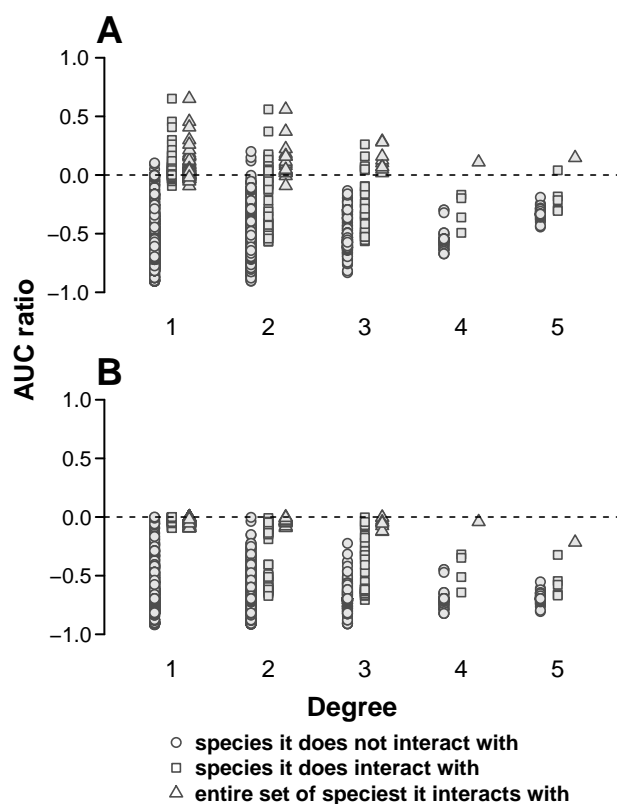 A
1.0
0.5
0.0
−0.5
−1.0
1 2 3 4 5
AUC ratio
B
1.0
0.5
0.0
−0.5
−1.0
1 2 3 4 5
Degree
species it does not interact with
species it does interact with
entire set of speciest it interacts with